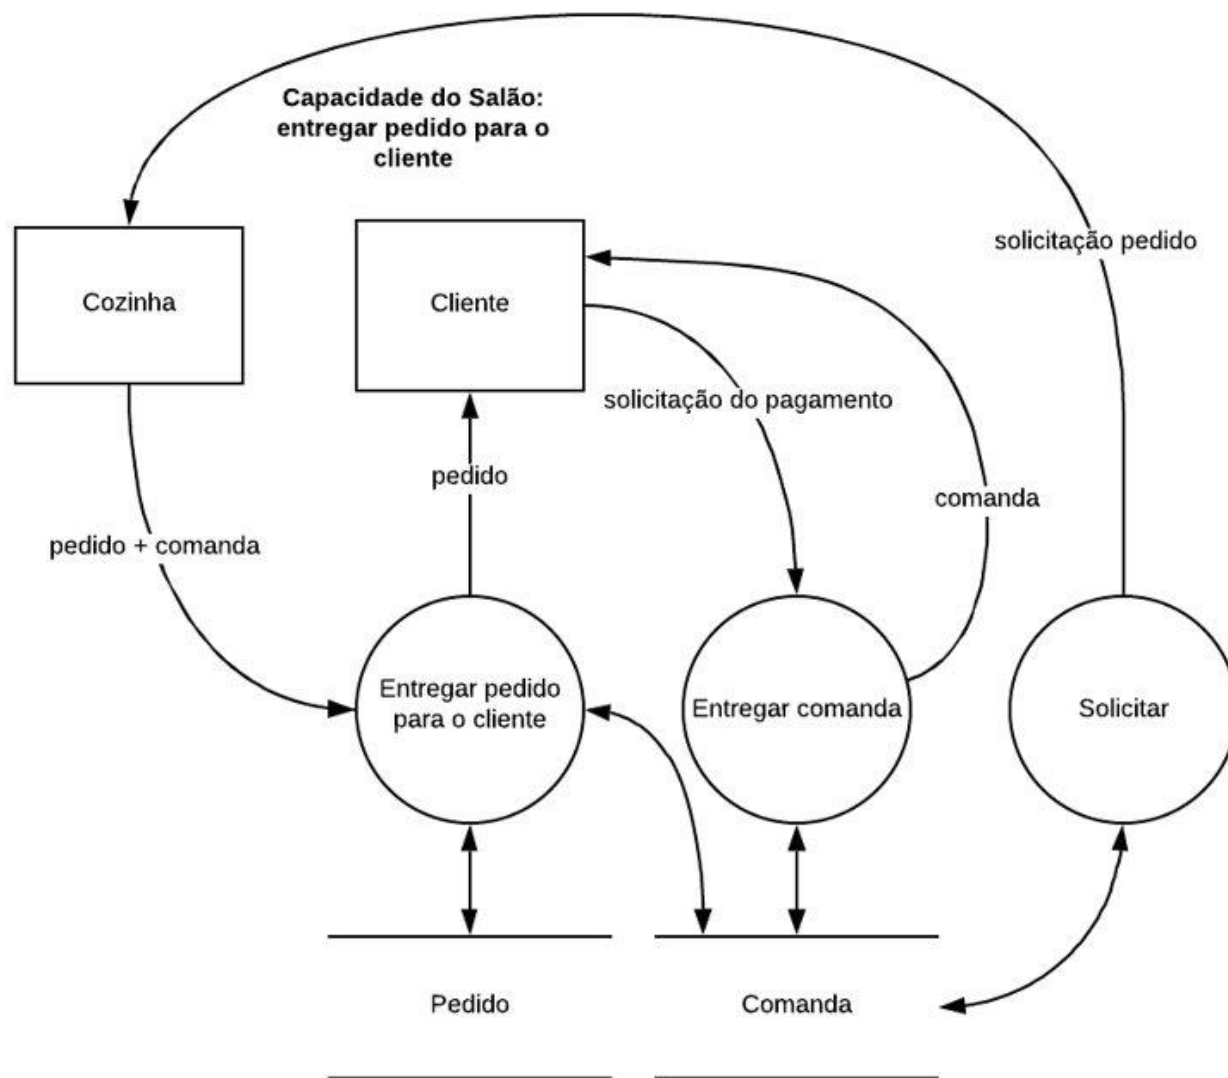 Capacidade do Salão:
entregar pedido para o
cliente
solicitação pedido
Cozinha
Cliente
solicitação do pagamento
pedido
comanda
pedido + comanda
Entregar pedido
para o cliente
Entregar comanda
Solicitar
Pedido
Comanda